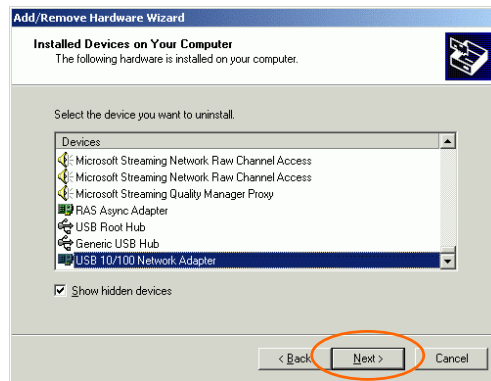 Add/Remove Hardware Wizard
Installed Devices on Your Computer
The following hardware is installed on your computer.
Select the device you want to uninstall.
Devices
Microsoft Streaming Network Raw Channel Access
Microsoft Streaming Network Raw Channel Access
Microsoft Streaming Quality Manager Proxy
RAS Async Adapter
USB Root Hub
Generic USB Hub
USB 10/100 Network Adapter
Show hidden devices
< Back Next > Cancel